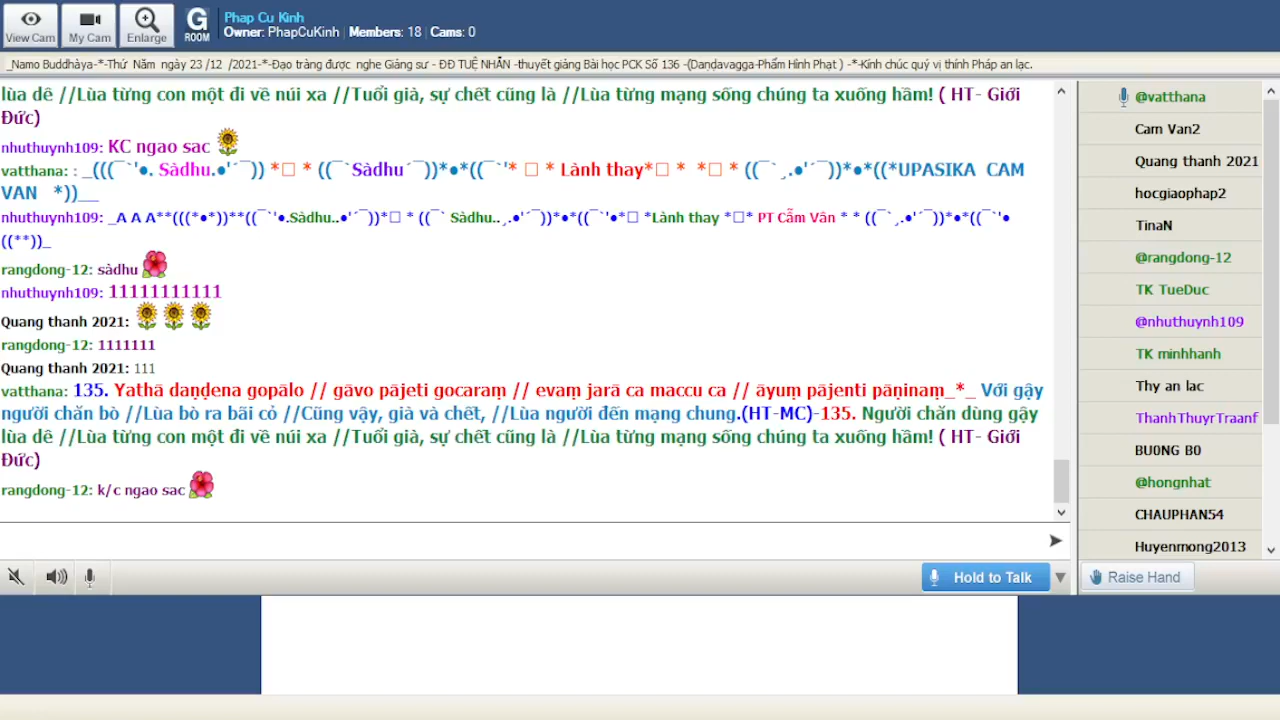 View Cam
My Cam
Enlarge
G ROOM
Phap Cu Kinh
Owner: PhapCuKinh | Members: 18 | Cams: 0
_Namo Buddhàya-*-Thứ Năm ngày 23 /12 /2021-*-Đạo tràng được nghe Giảng sư - ĐĐ TUỆ NHẪN -thuyết giảng Bài học PCK Số 136 -(Daṇḍavagga-Phẩm Hình Phạt ) -*-Kính chúc quý vị thính Pháp an lạc.
lùa dê //Lùa từng con một đi về núi xa //Tuổi già, sự chết cũng là //Lùa từng mạng sống chúng ta xuống hầm! ( HT- Giới
Đức)
nhuthuynh109: KC ngao sac
vatthana: : _(((¯`'●. Sàdhu.●'´¯)) *□ * ((¯`Sàdhu´¯))*●*((¯`'* □ * Lành thay*□ * *□ * ((¯`¸.●'´¯))*●*((*UPASIKA CAM
VAN *))__
nhuthuynh109: _A A A**(((*●*))**((¯`'●.Sàdhu..●'´¯))*□ * ((¯` Sàdhu..¸.●'´¯))*●*((¯`'●*□ *Lành thay *□* PT Cẩm Vân * * ((¯`¸.●'´¯))*●*((¯`'●
((**))_
rangdong-12: sàdhu
nhuthuynh109: 11111111111
Quang thanh 2021:
rangdong-12: 1111111
Quang thanh 2021: 111
vatthana: 135. Yathā daṇḍena gopālo // gāvo pājeti gocaraṃ // evaṃ jarā ca maccu ca // āyuṃ pājenti pāṇinaṃ_*_ Với gậy
người chăn bò //Lùa bò ra bãi cỏ //Cũng vậy, già và chết, //Lùa người đến mạng chung.(HT-MC)-135. Người chăn dùng gậy
lùa dê //Lùa từng con một đi về núi xa //Tuổi già, sự chết cũng là //Lùa từng mạng sống chúng ta xuống hầm! ( HT- Giới
Đức)
rangdong-12: k/c ngao sac
Hold to Talk
@vatthana
Cam Van2
Quang thanh 2021
hocgiaophap2
TinaN
@rangdong-12
TK TueDuc
@nhuthuynh109
TK minhhanh
Thy an lac
ThanhThuyrTraanf
BU0NG B0
@hongnhat
CHAUPHAN54
Huyenmong2013
Raise Hand